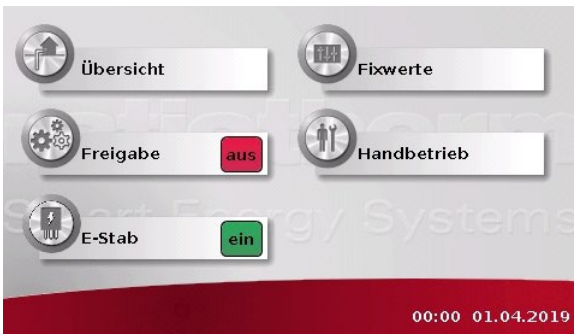 Übersicht
Fixwerte
Freigabe
aus
Handbetrieb
E-Stab
ein
Smart Energy Systems
00:00 01.04.2019